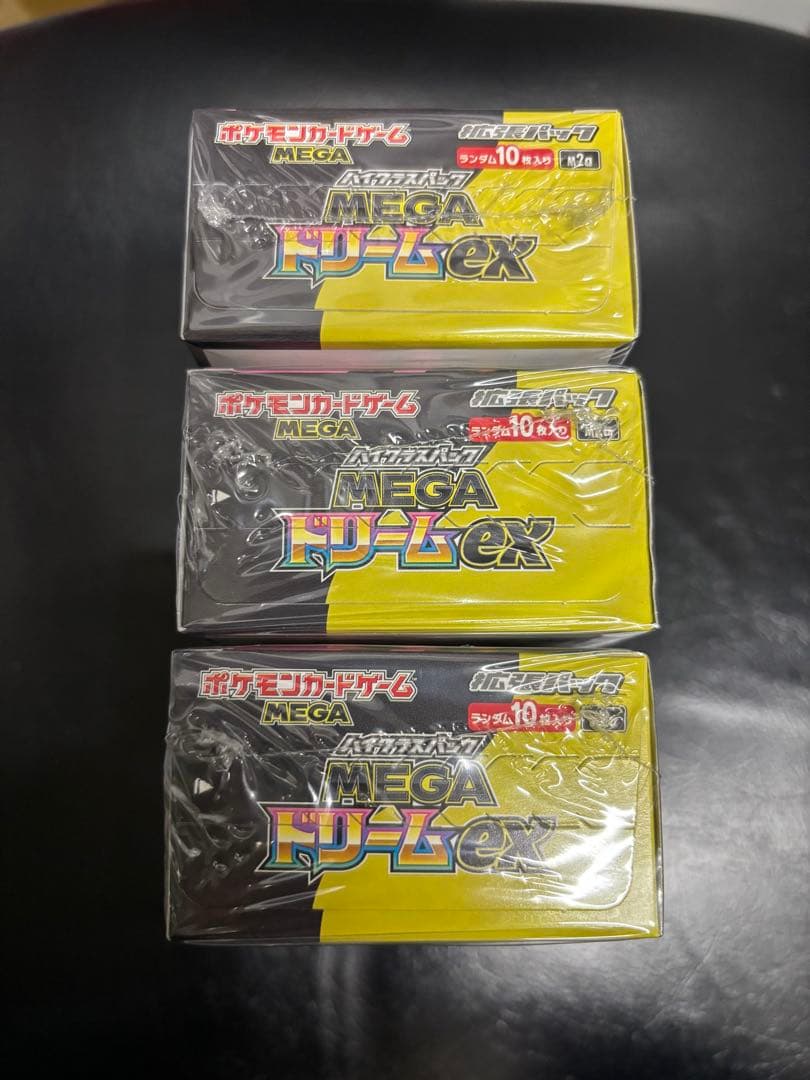 ポケモンカードゲーム
MEGA
拡張パック
ランダム10枚入り
M2a
ハイクラスパック
MEGA
ドリームex
ポケモンカードゲーム
MEGA
拡張パック
ランダム10枚入り
ハイクラスパック
MEGA
ドリームex
ポケモンカードゲーム
MEGA
拡張パック
ランダム10枚入り
ハイクラスパック
MEGA
ドリームex